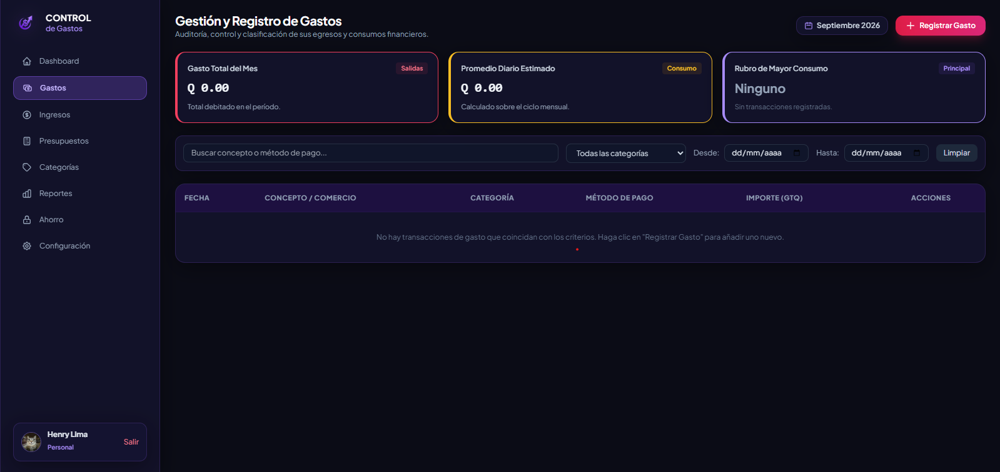 CONTROL
de Gastos
Dashboard
Gastos
Ingresos
Presupuestos
Categorías
Reportes
Ahorro
Configuración
Henry Lima
Personal
Salir
Gestión y Registro de Gastos
Auditoría, control y clasificación de sus egresos y consumos financieros.
Septiembre 2026
Registrar Gasto
Gasto Total del Mes
Salidas
Q 0.00
Total debitado en el período.
Promedio Diario Estimado
Consumo
Q 0.00
Calculado sobre el ciclo mensual.
Rubro de Mayor Consumo
Principal
Ninguno
Sin transacciones registradas.
Buscar concepto o método de pago...
Todas las categorías
Desde:
dd/mm/aaaa
Hasta:
dd/mm/aaaa
Limpiar
FECHA
CONCEPTO / COMERCIO
CATEGORÍA
MÉTODO DE PAGO
IMPORTE (GTQ)
ACCIONES
No hay transacciones de gasto que coincidan con los criterios. Haga clic en "Registrar Gasto" para añadir uno nuevo.